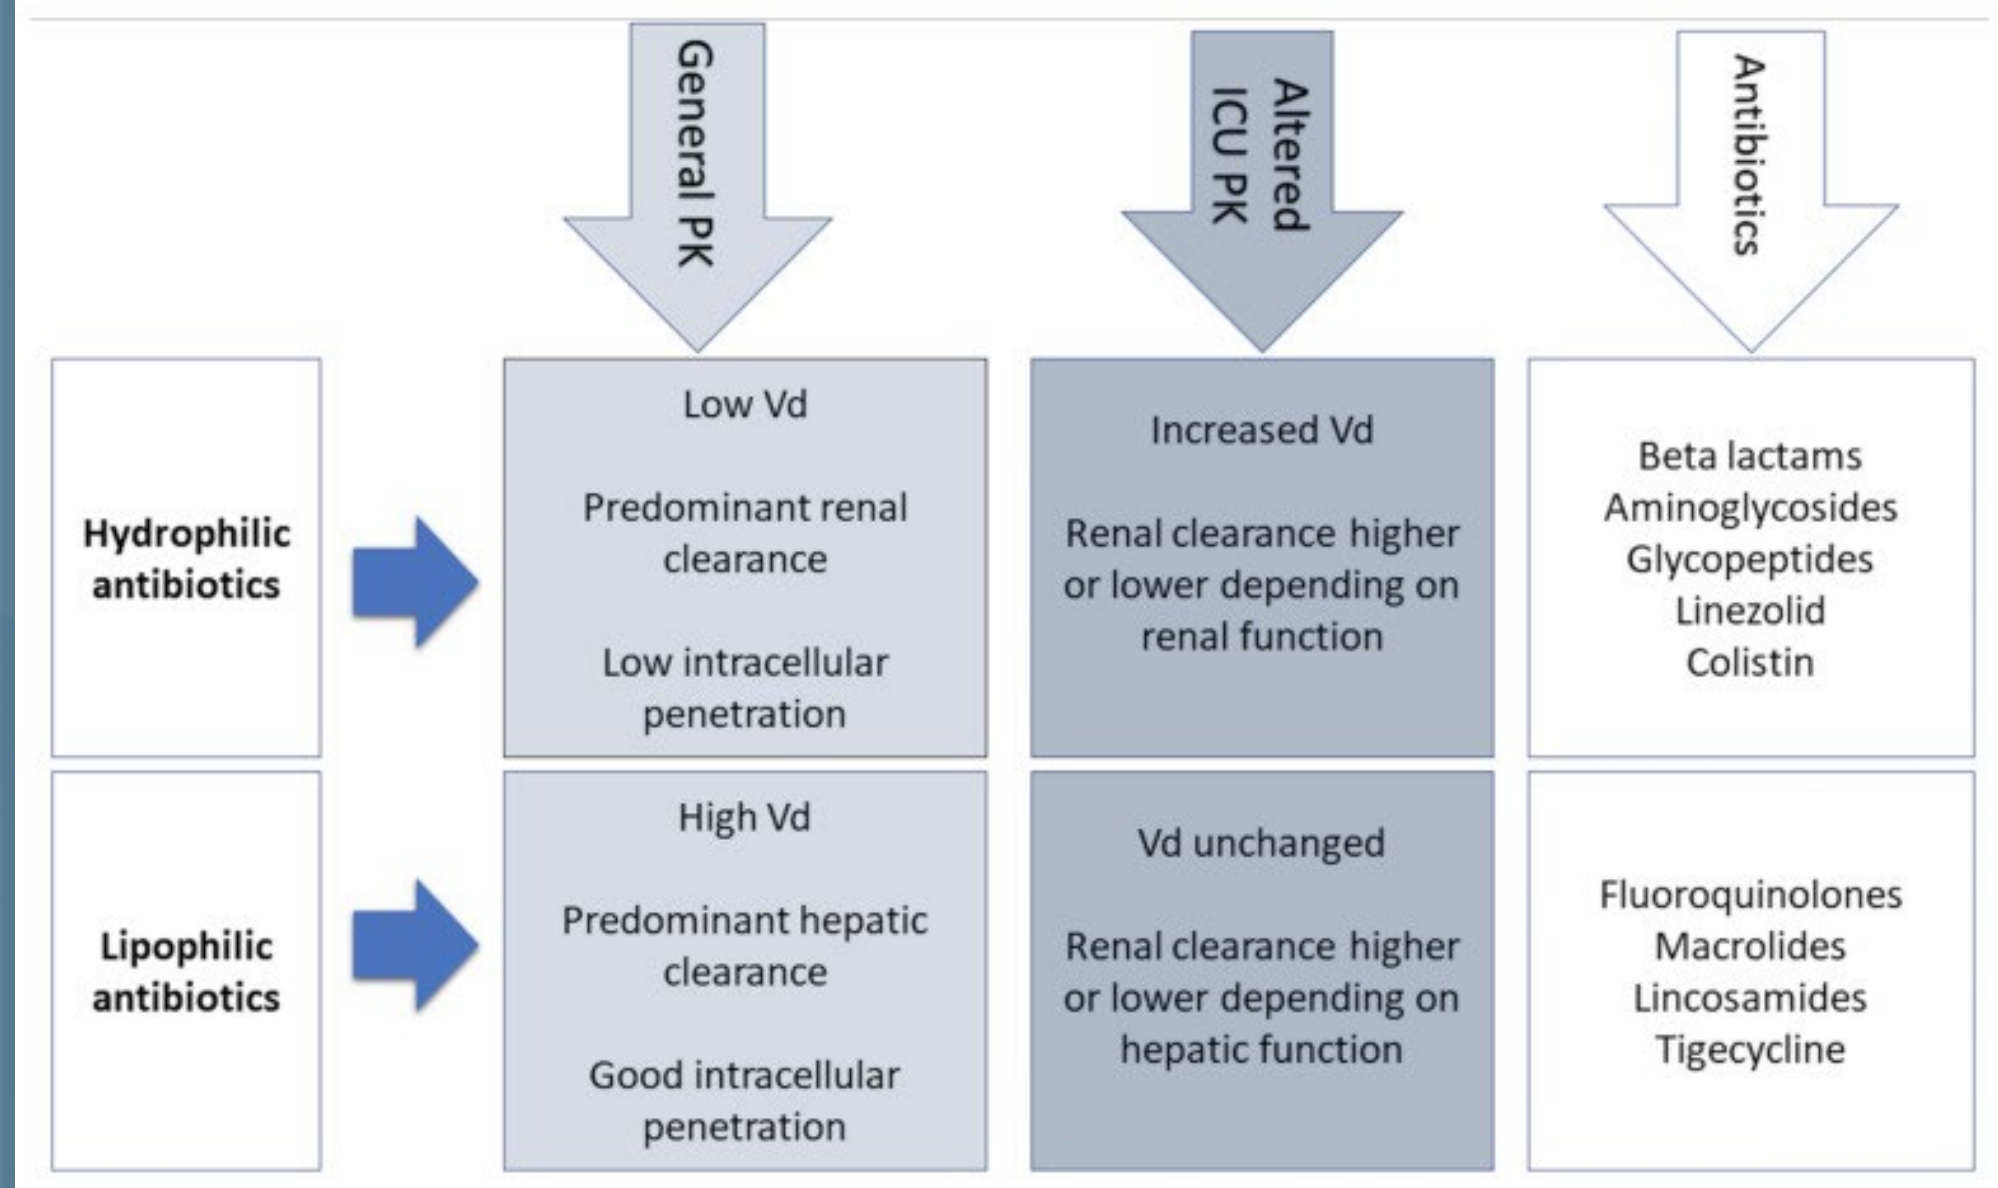 General PK
Altered
ICU PK
Antibiotics
Hydrophilic
antibiotics
Low Vd
Predominant renal
clearance
Low intracellular
penetration
Increased Vd
Renal clearance higher
or lower depending on
renal function
Beta lactams
Aminoglycosides
Glycopeptides
Linezolid
Colistin
Lipophilic
antibiotics
High Vd
Predominant hepatic
clearance
Good intracellular
penetration
Vd unchanged
Renal clearance higher
or lower depending on
hepatic function
Fluoroquinolones
Macrolides
Lincosamides
Tigecycline